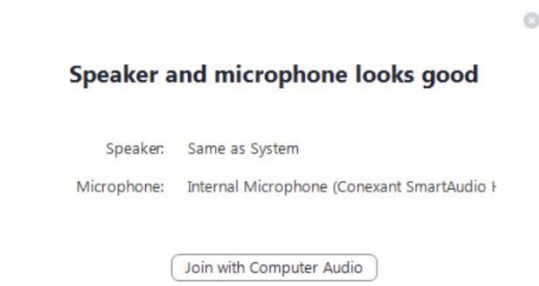 Speaker and microphone looks good
Speaker: Same as System
Microphone: Internal Microphone (Conexant SmartAudio
Join with Computer Audio